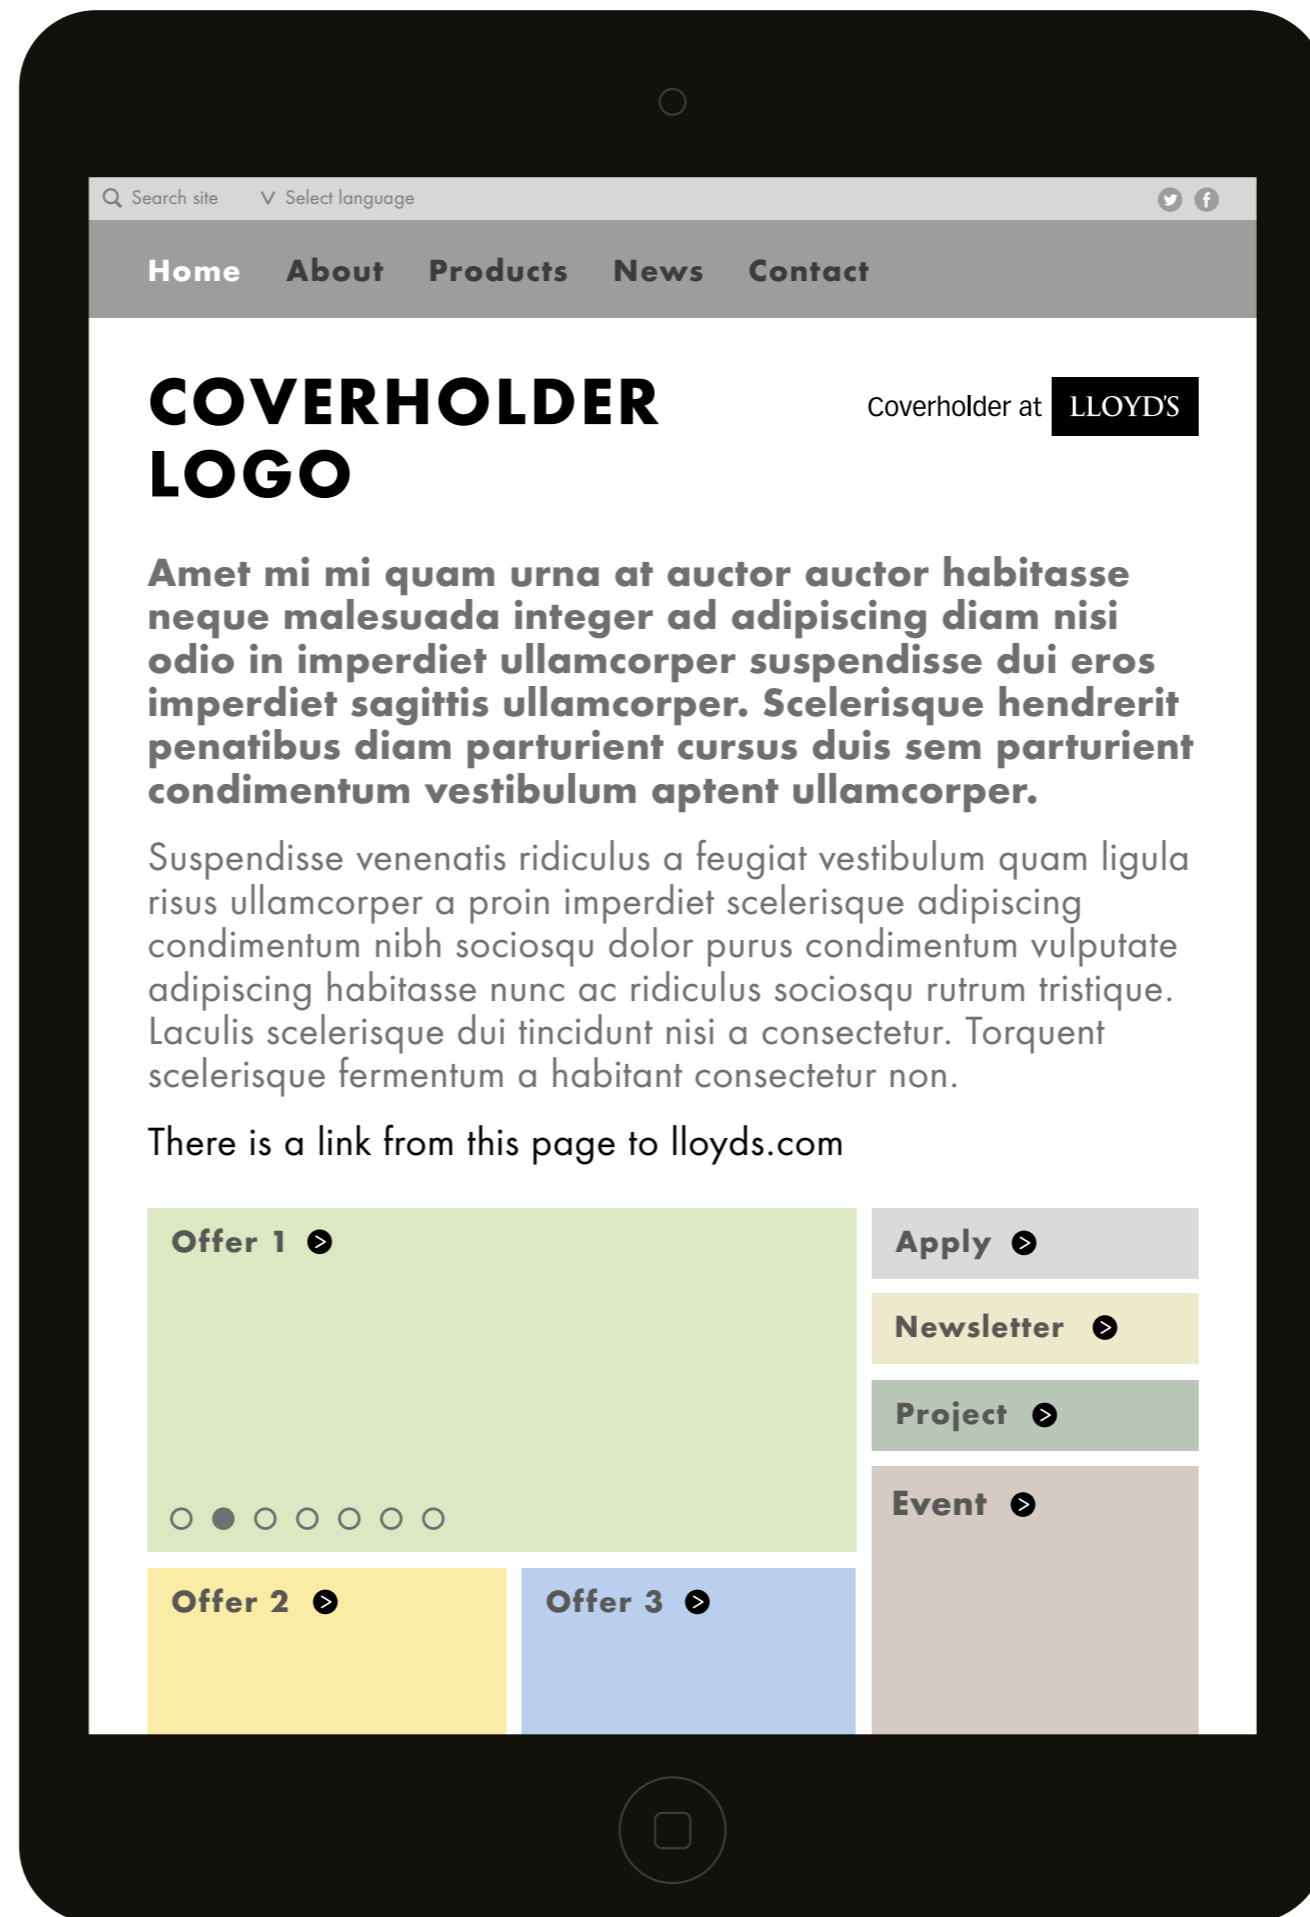 Search site
Select language
Home About Products News Contact
COVERHOLDER
LOGO
Coverholder at LLOYD'S
Amet mi mi quam urna at auctor auctor habitasse
neque malesuada integer ad adipiscing diam nisi
odio in imperdiet ullamcorper suspendisse dui eros
imperdiet sagittis ullamcorper. Scelerisque hendrerit
penatibus diam parturient cursus duis sem parturient
condimentum vestibulum aptent ullamcorper.
Suspendisse venenatis ridiculus a feugiat vestibulum quam ligula
risus ullamcorper a proin imperdiet scelerisque adipiscing
condimentum nibh sociosqu dolor purus condimentum vulputate
adipiscing habitasse nunc ac ridiculus sociosqu rutrum tristique.
Laculis scelerisque dui tincidunt nisi a consectetur. Torquent
scelerisque fermentum a habitant consectetur non.
There is a link from this page to lloyds.com
Offer 1
Apply
Newsletter
Project
Event
Offer 2
Offer 3